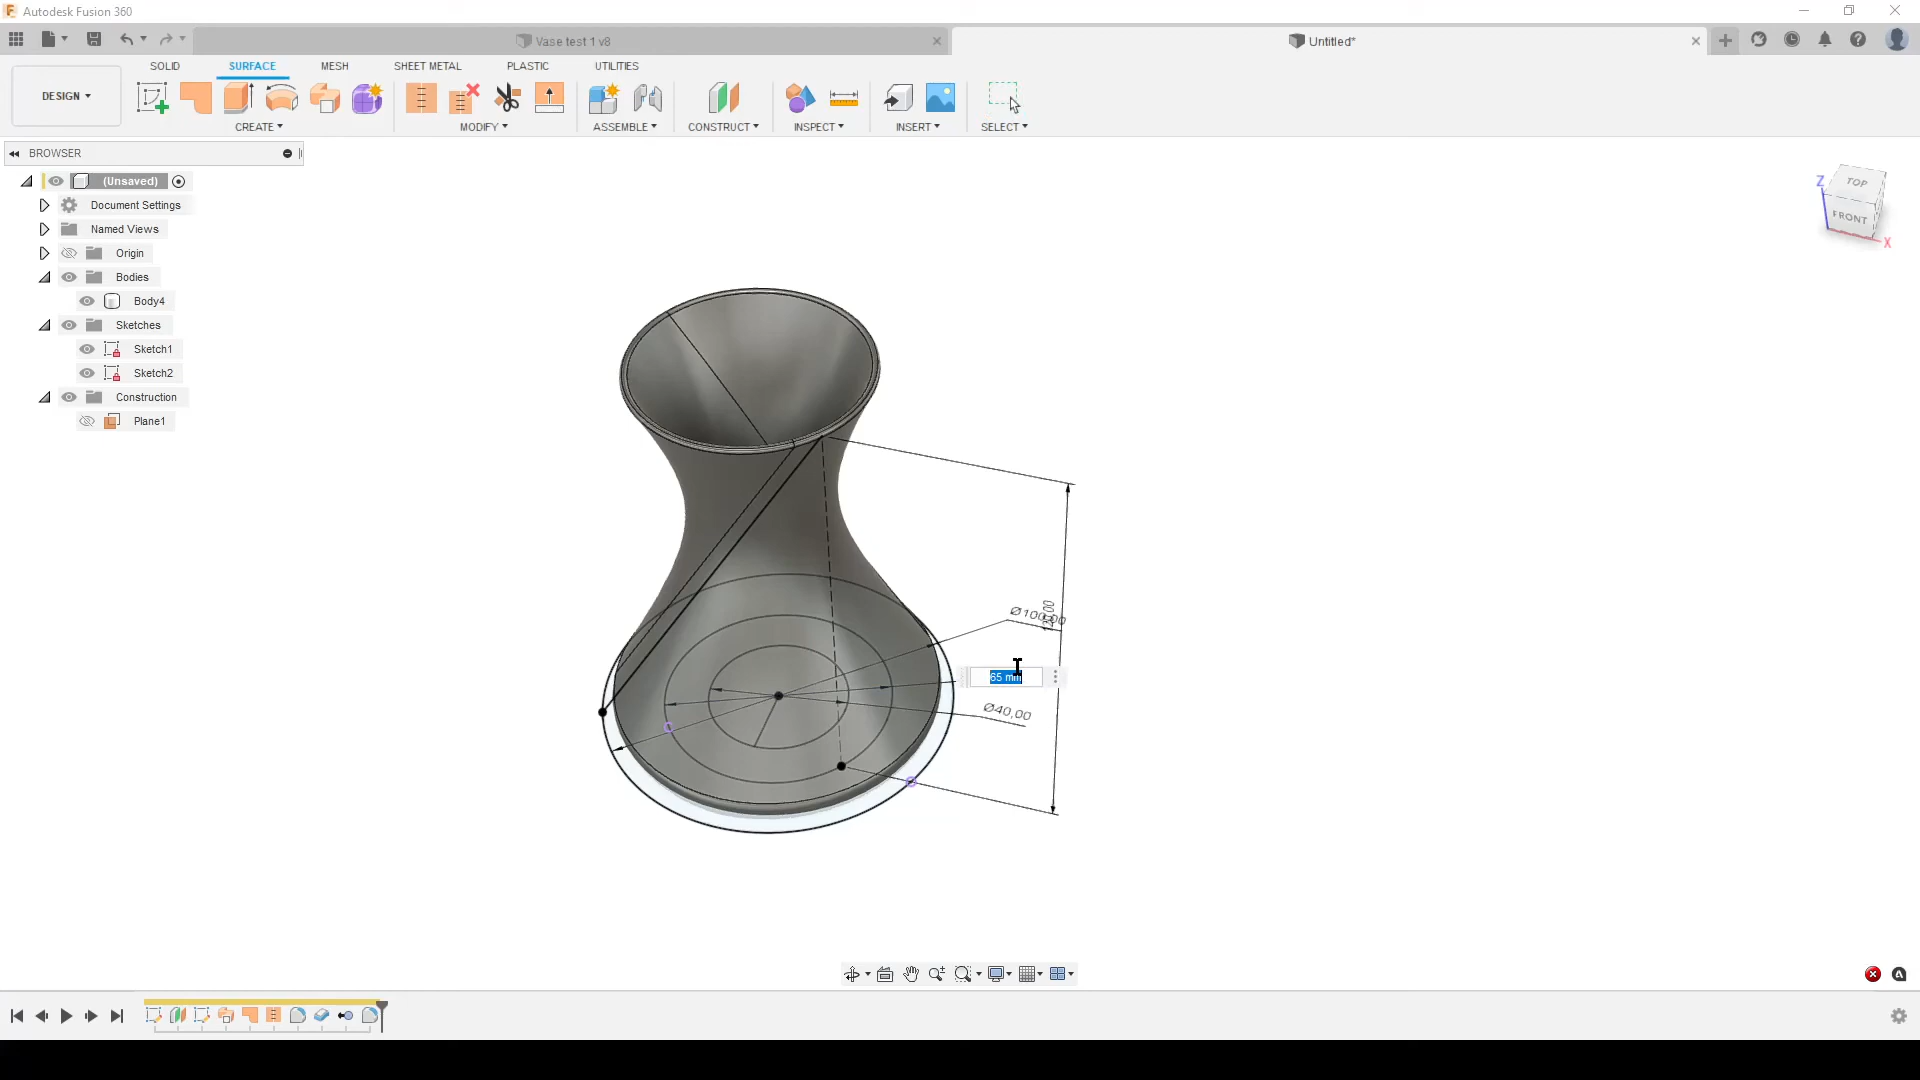 Autodesk Fusion 360
Vase test 1 v8
Untitled*
DESIGN
SOLID
SURFACE
MESH
SHEET METAL
PLASTIC
UTILITIES
CREATE
MODIFY
ASSEMBLE
CONSTRUCT
INSPECT
INSERT
SELECT
BROWSER
(Unsaved)
Document Settings
Named Views
Origin
Bodies
Body4
Sketches
Sketch1
Sketch2
Construction
Plane1
Z
TOP
FRONT
X
Ø100,00
120,00
65 mm
Ø40,00